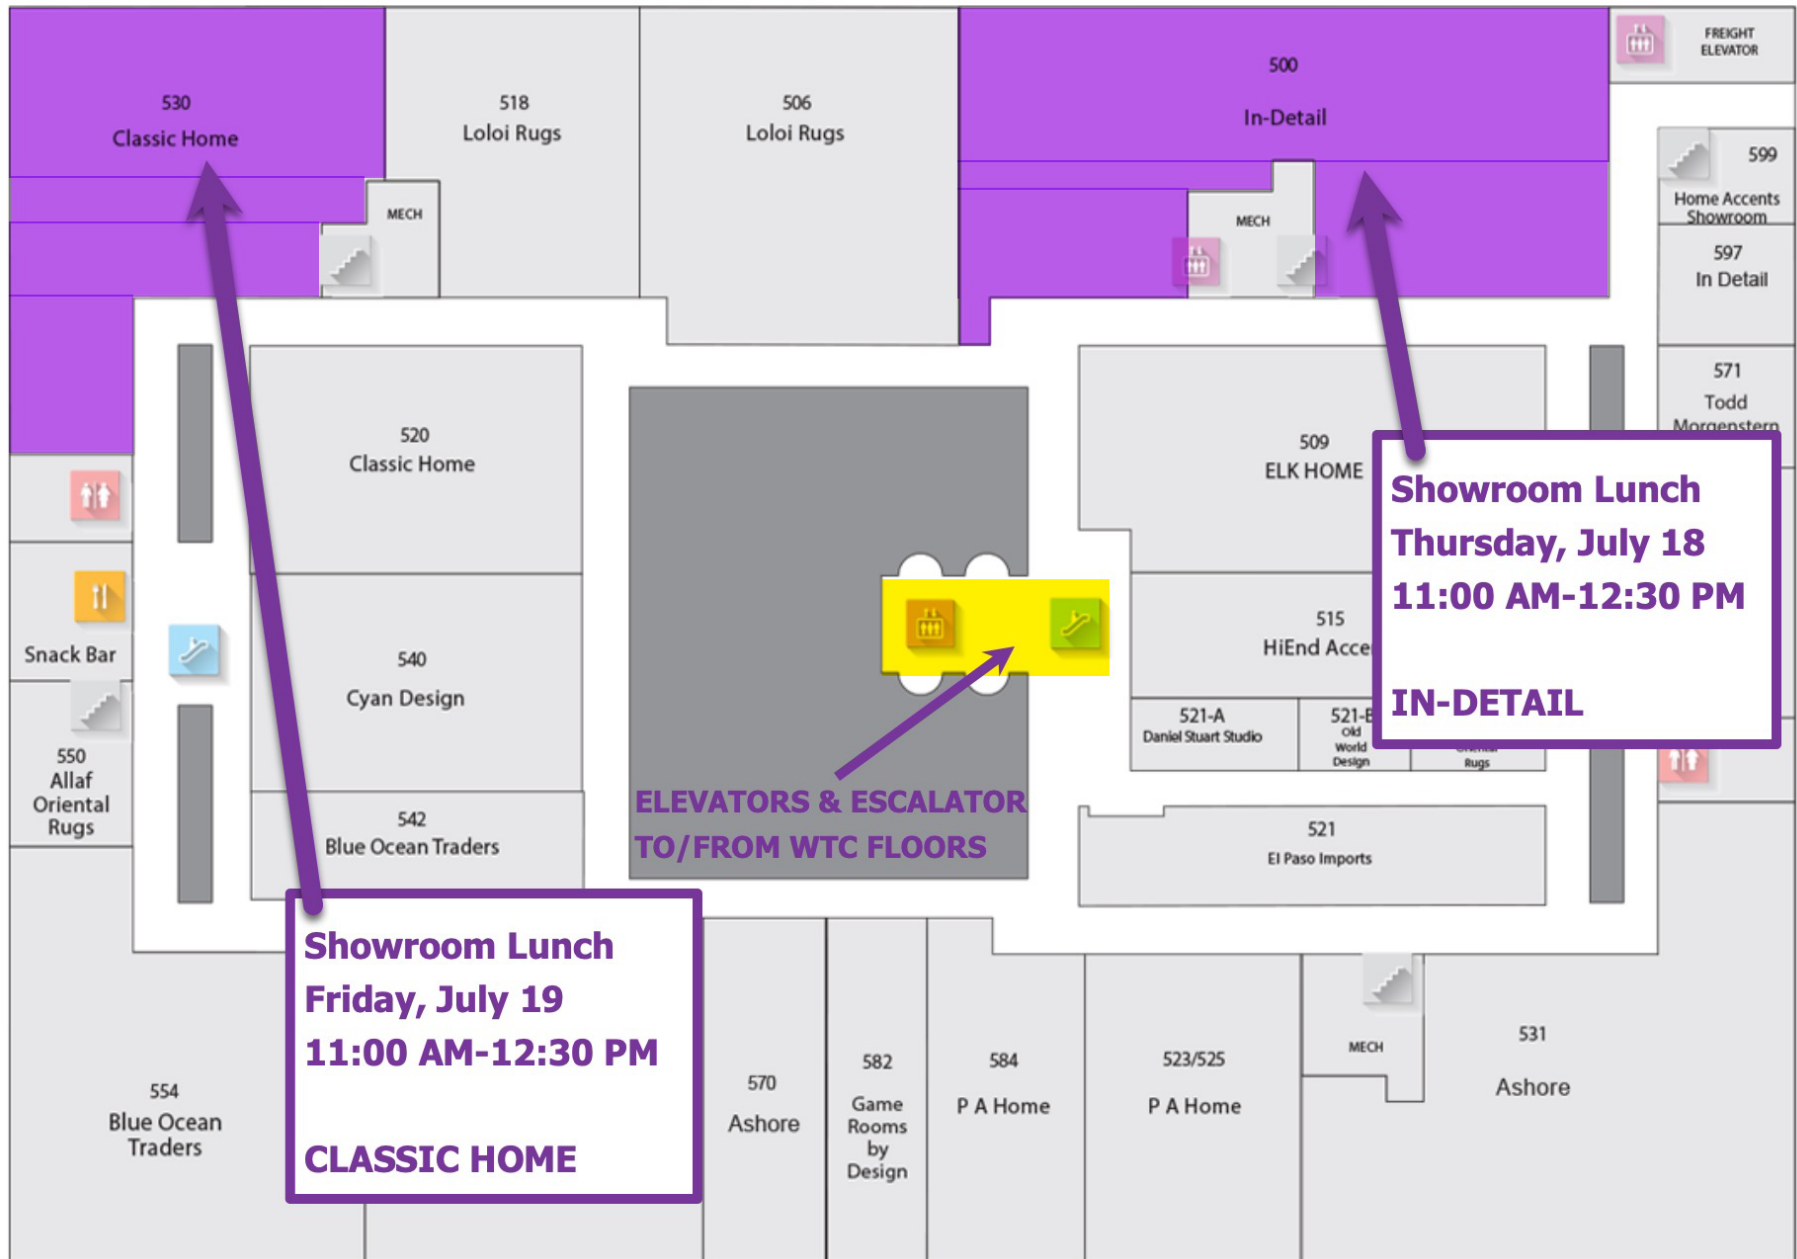 530
Classic Home
518
Loloi Rugs
506
Loloi Rugs
500
In-Detail
FREIGHT
ELEVATOR
MECH
MECH
599
Home Accents
Showroom
597
In Detail
571
Todd
Morgenstern
520
Classic Home
509
ELK HOME
Showroom Lunch
Thursday, July 18
11:00 AM-12:30 PM
IN-DETAIL
Snack Bar
540
Cyan Design
515
HiEnd Acce
521-A
Daniel Stuart Studio
521-B
Old
World
Design
Oriental
Rugs
550
Allaf
Oriental
Rugs
542
Blue Ocean Traders
ELEVATORS & ESCALATOR
TO/FROM WTC FLOORS
521
El Paso Imports
Showroom Lunch
Friday, July 19
11:00 AM-12:30 PM
CLASSIC HOME
554
Blue Ocean
Traders
570
Ashore
582
Game
Rooms
by
Design
584
P A Home
523/525
P A Home
MECH
531
Ashore